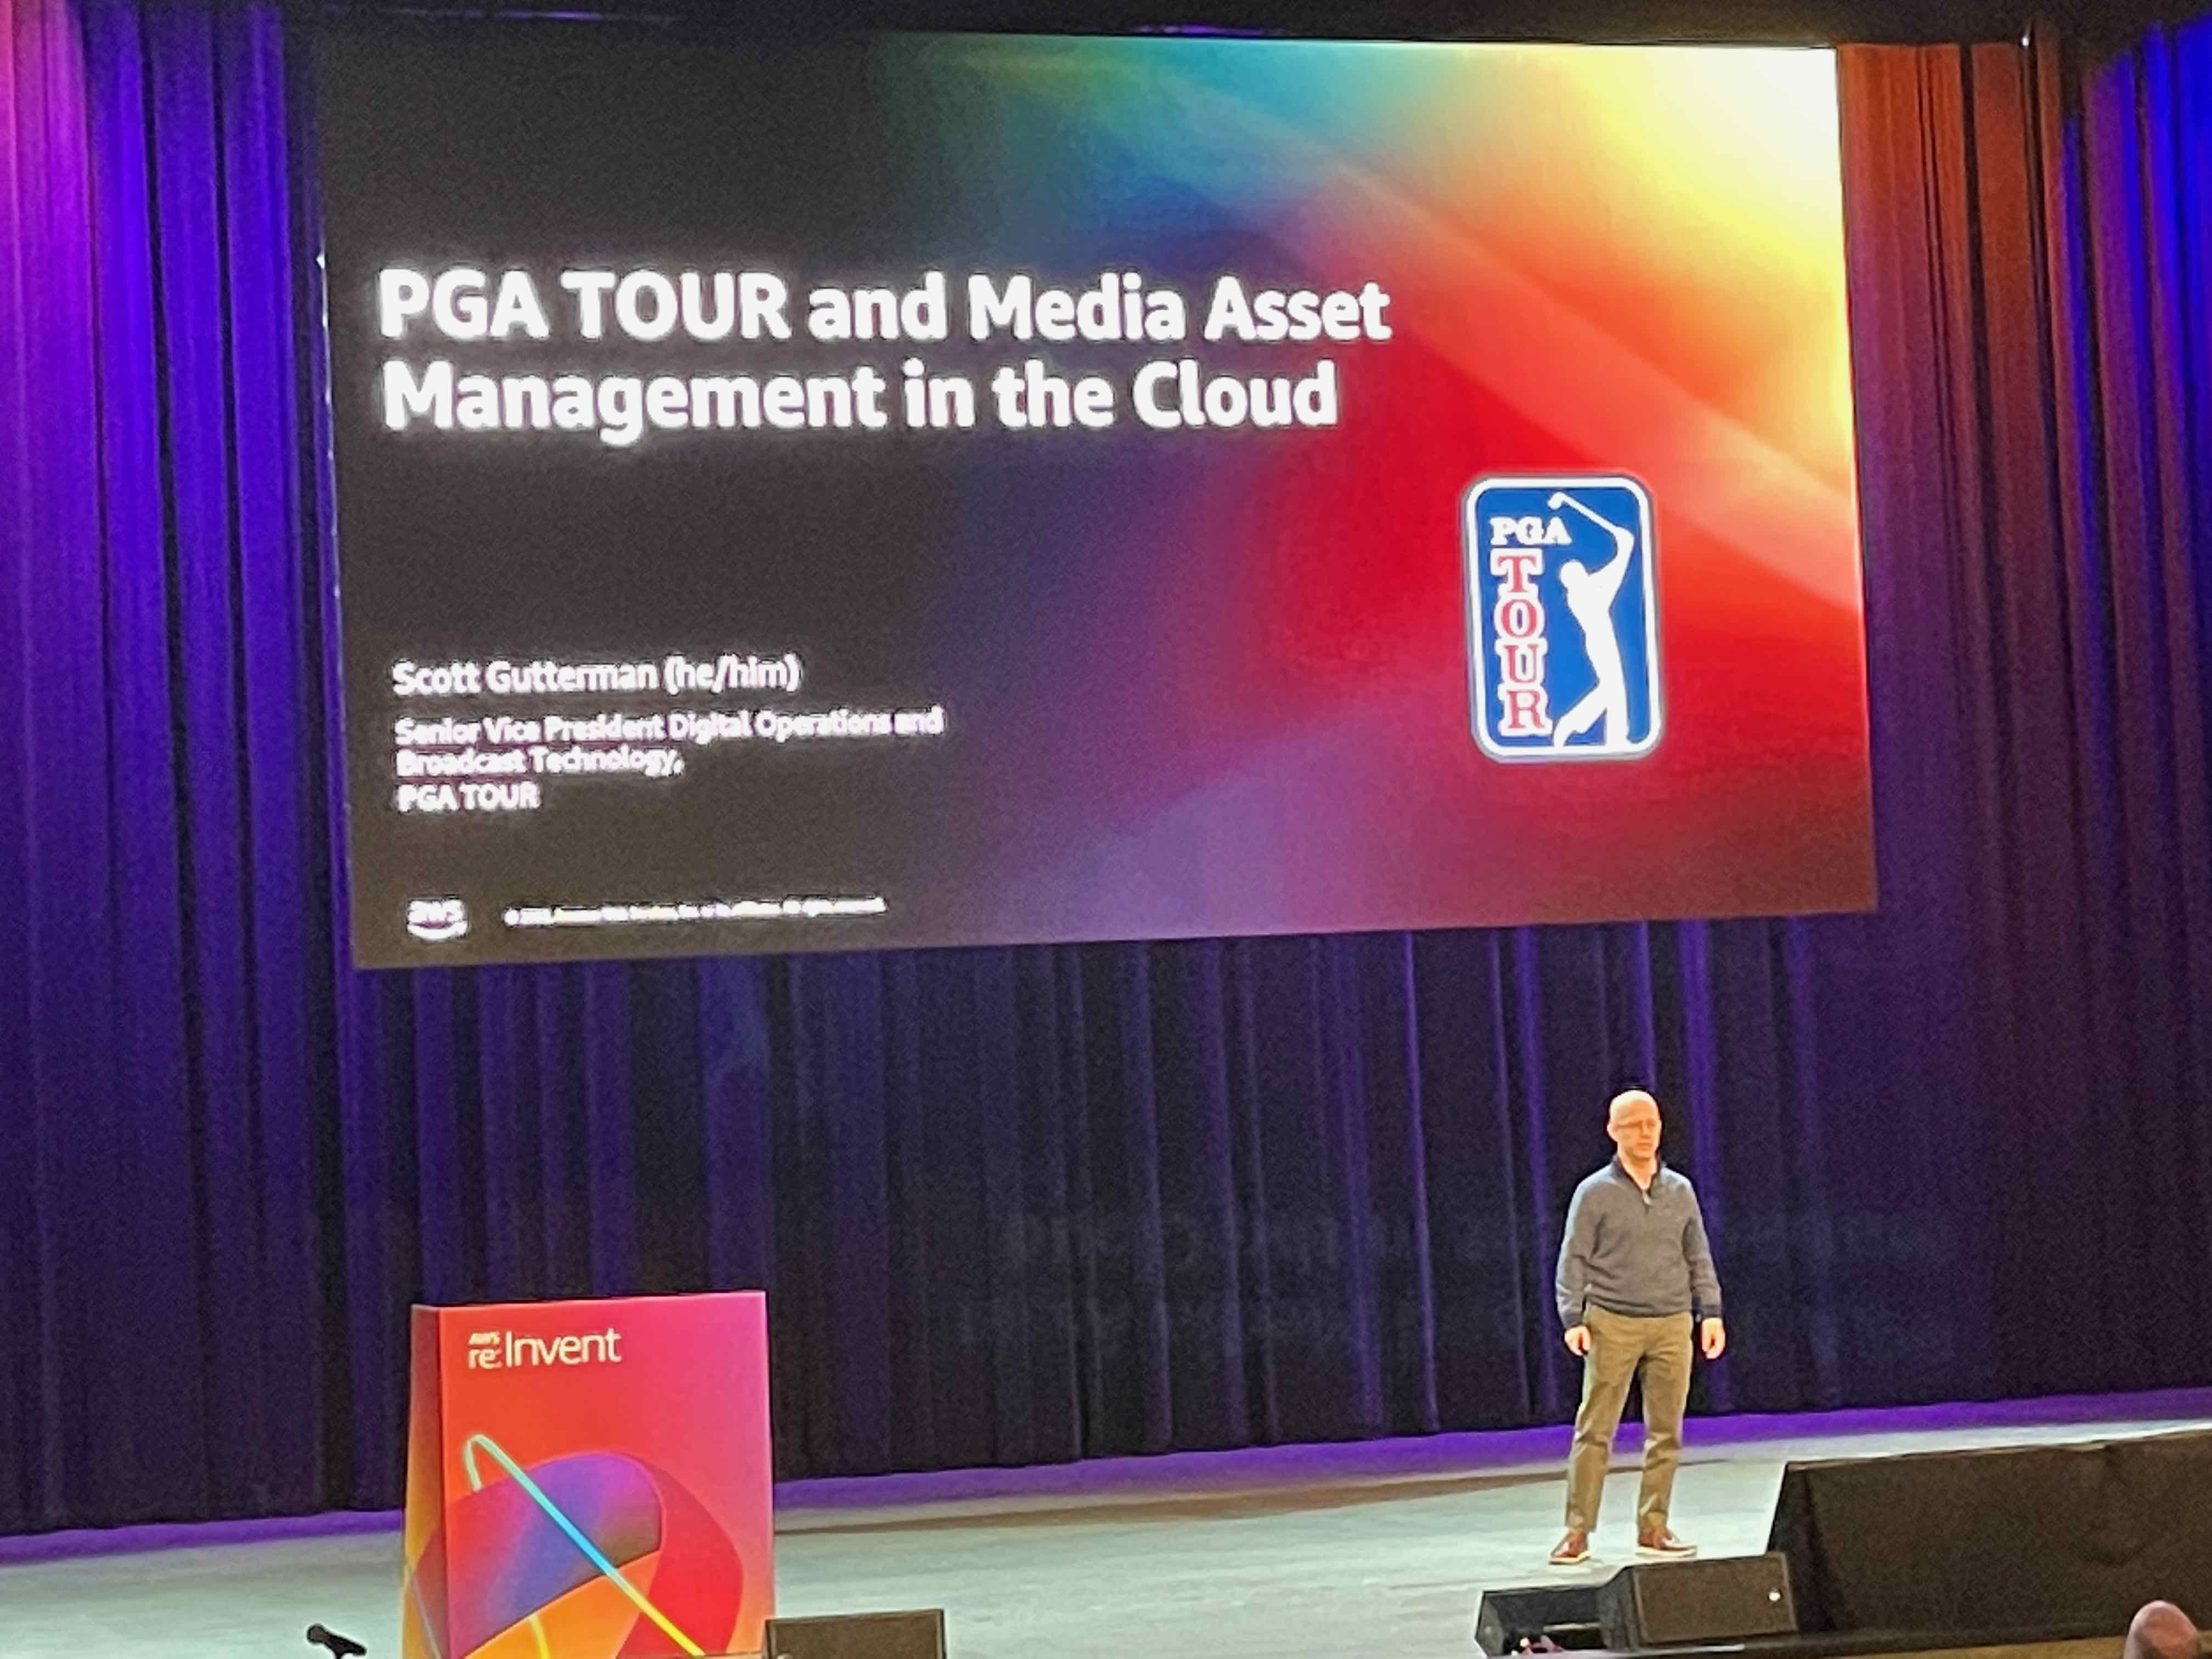 PGA TOUR and Media Asset
Management in the Cloud
PGA
TOUR
Scott Gutterman (he/him)
Senior Vice President Digital Operations and
Broadcast Technology,
PGA TOUR
aws
aws
re:Invent